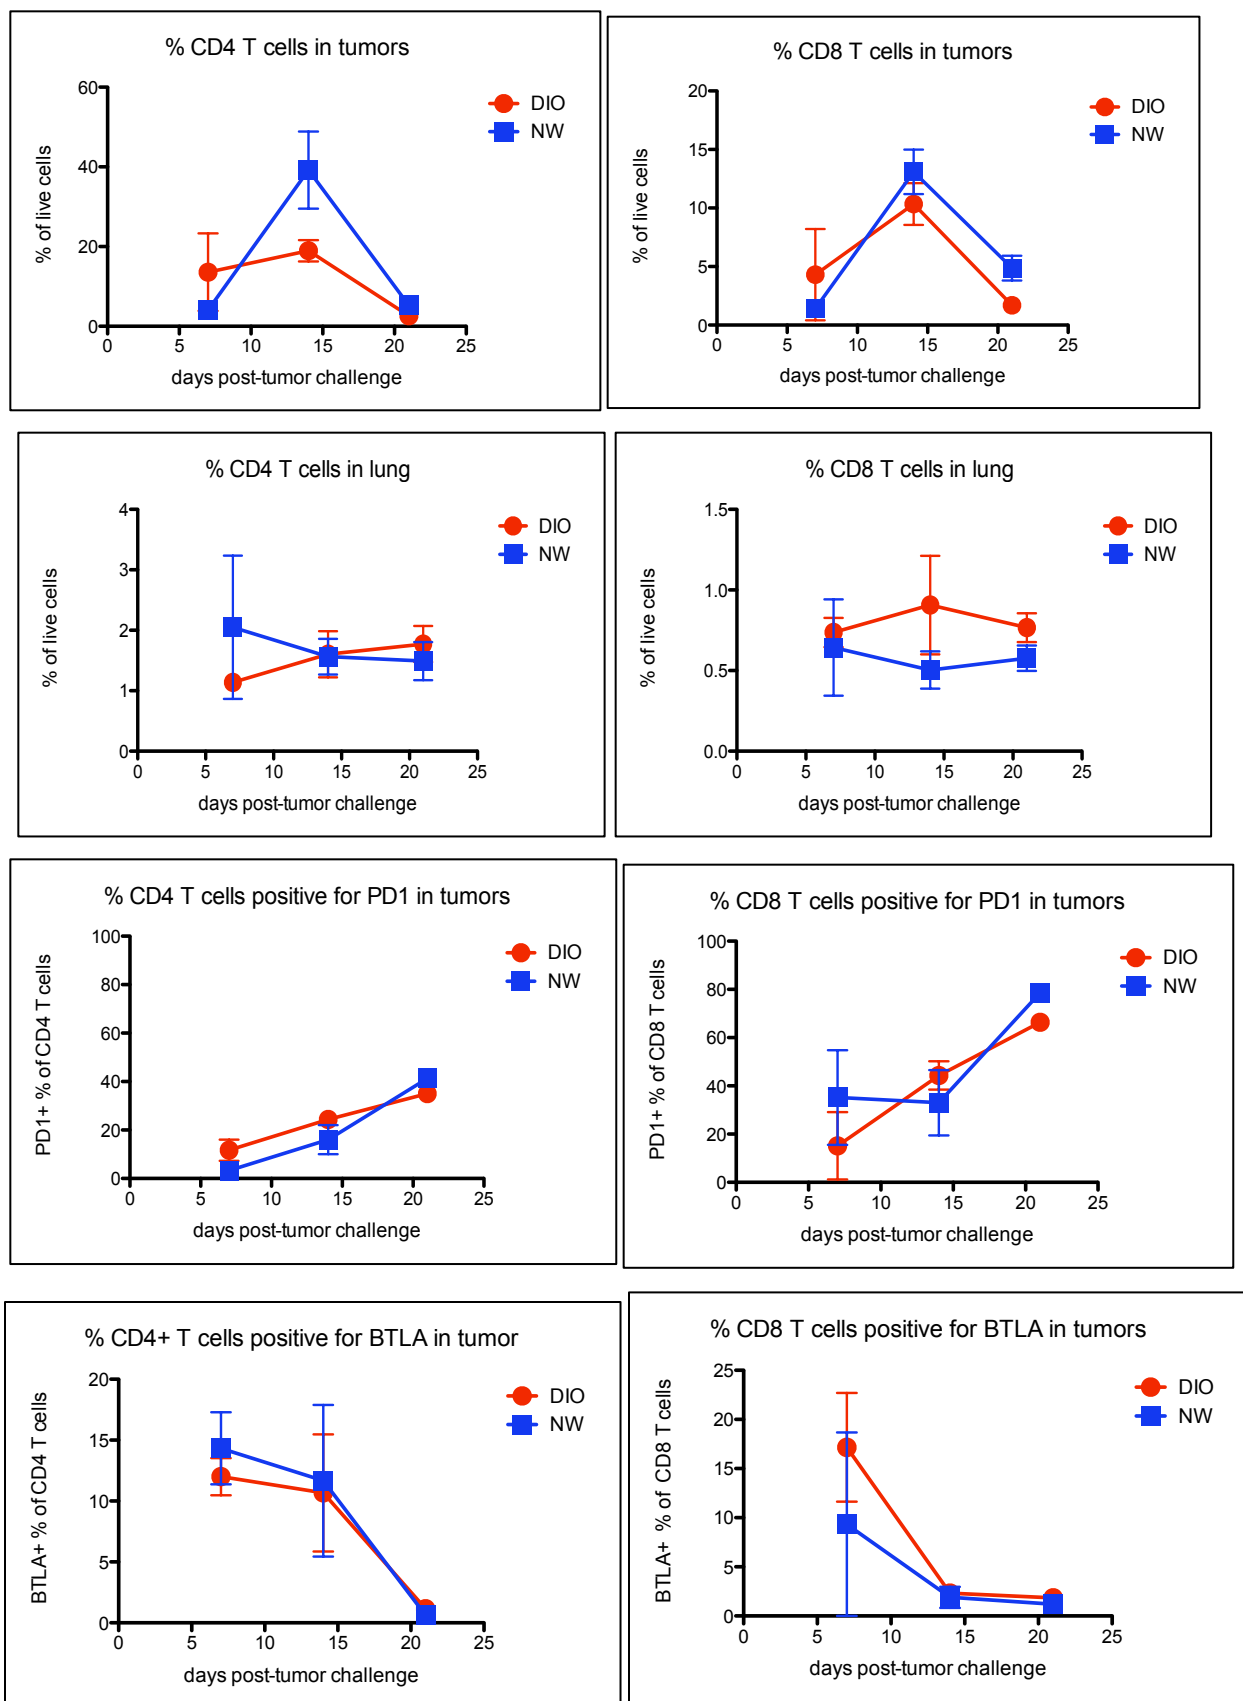 % CD4 T cells in tumors
60
40
20
0
0 5 10 15 20 25
% of live cells
days post-tumor challenge
DIO
NW
% CD8 T cells in tumors
20
15
10
5
0
0 5 10 15 20 25
% of live cells
days post-tumor challenge
DIO
NW
% CD4 T cells in lung
4
3
2
1
0
0 5 10 15 20 25
% of live cells
days post-tumor challenge
DIO
NW
% CD8 T cells in lung
1.5
1.0
0.5
0.0
0 5 10 15 20 25
% of live cells
days post-tumor challenge
DIO
NW
% CD4 T cells positive for PD1 in tumors
100
80
60
40
20
0
0 5 10 15 20 25
PD1+ % of CD4 T cells
days post-tumor challenge
DIO
NW
% CD8 T cells positive for PD1 in tumors
100
80
60
40
20
0
0 5 10 15 20 25
PD1+ % of CD8 T cells
days post-tumor challenge
DIO
NW
% CD4+ T cells positive for BTLA in tumor
20
15
10
5
0
0 5 10 15 20 25
BTLA+ % of CD4 T cells
days post-tumor challenge
DIO
NW
% CD8 T cells positive for BTLA in tumors
25
20
15
10
5
0
0 5 10 15 20 25
BTLA+ % of CD8 T cells
days post-tumor challenge
DIO
NW